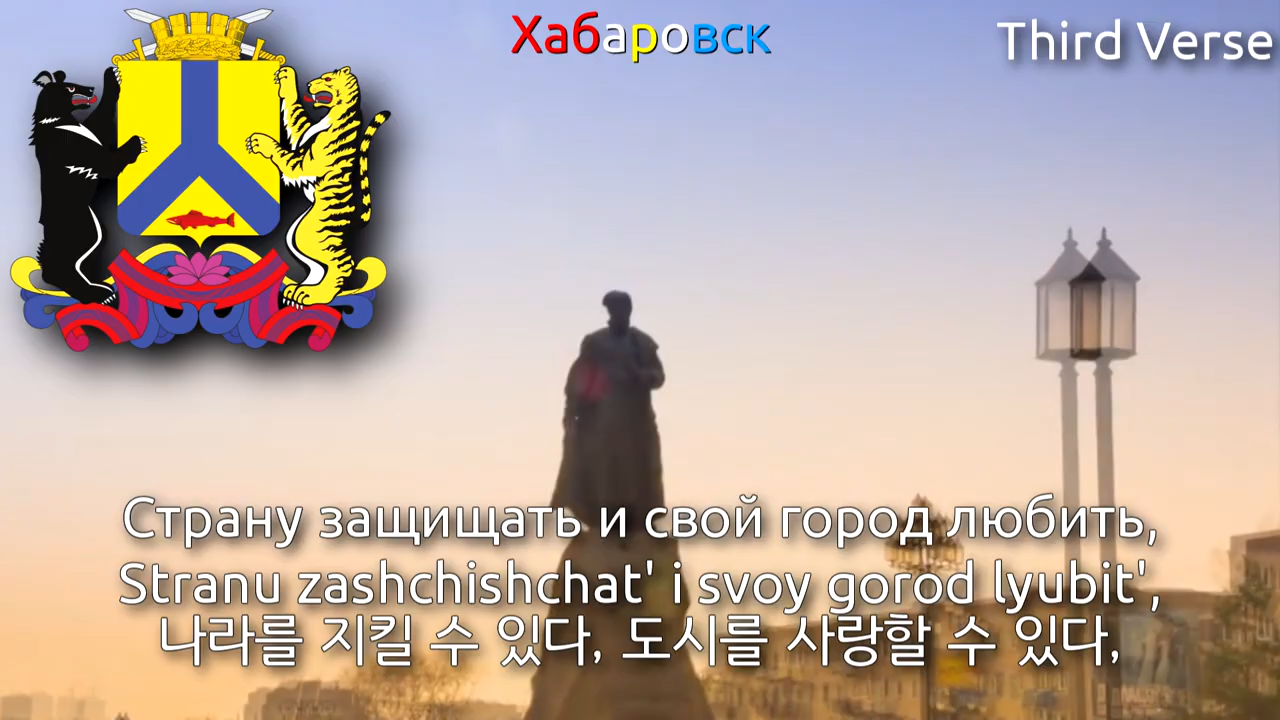 Хабаровск
Third Verse
Страну защищать и свой город любить,
Stranu zashchishchat' i svoy gorod lyubit',
나라를 지킬 수 있다, 도시를 사랑할 수 있다,